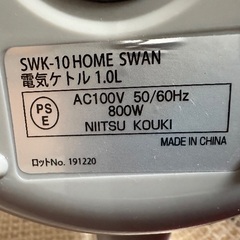 SWK-10 HOME SWAN
電気ケトル 1.0L
PS
E
AC100V 50/60Hz
800W
NIITSU KOUKI
MADE IN CHINA
ロットNo. 191220